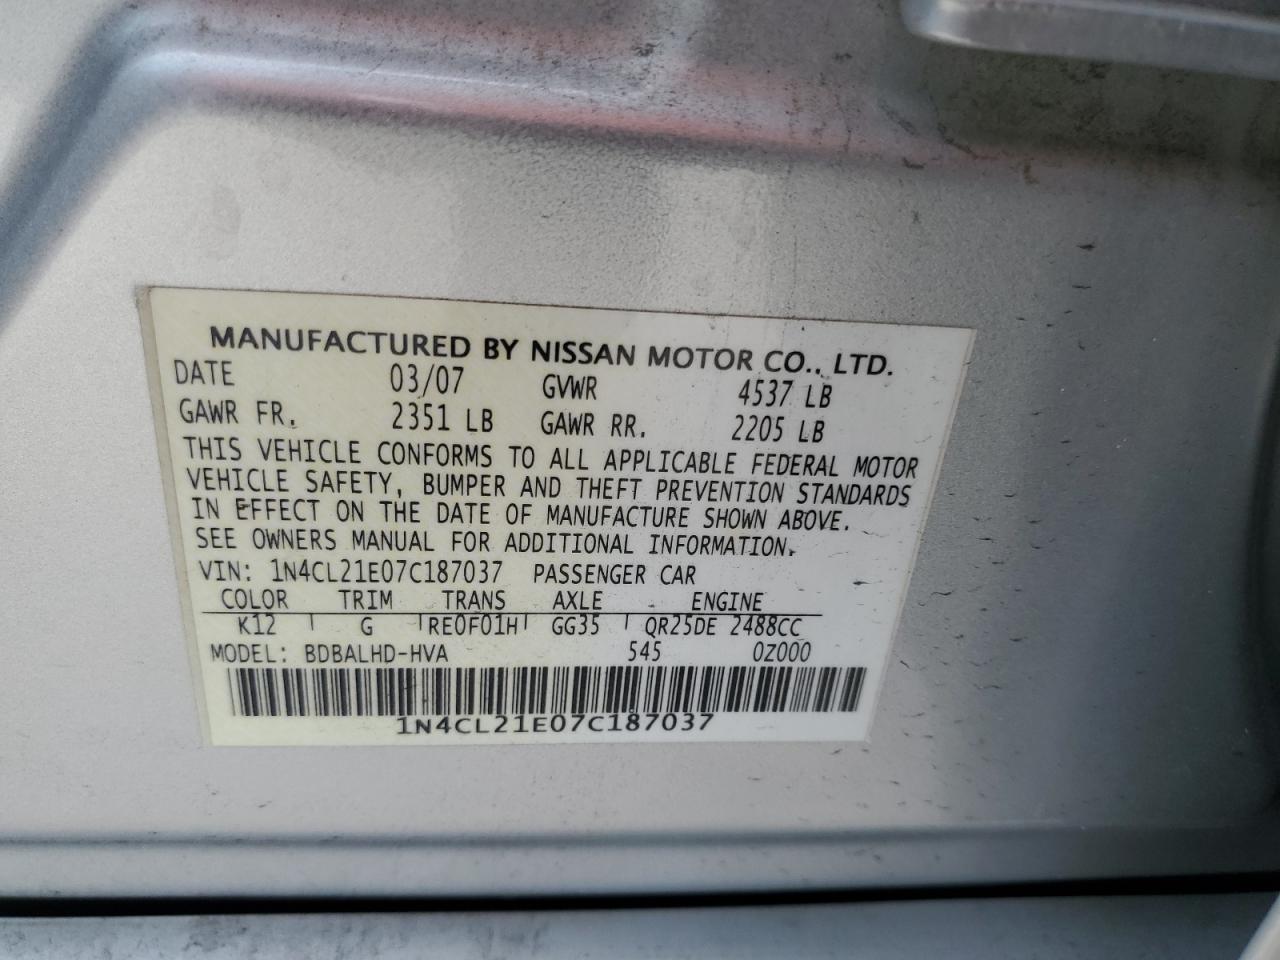 MANUFACTURED BY NISSAN MOTOR CO., LTD.
DATE 03/07 GVWR 4537 LB
GAWR FR. 2351 LB GAWR RR. 2205 LB
THIS VEHICLE CONFORMS TO ALL APPLICABLE FEDERAL MOTOR
VEHICLE SAFETY, BUMPER AND THEFT PREVENTION STANDARDS
IN EFFECT ON THE DATE OF MANUFACTURE SHOWN ABOVE.
SEE OWNERS MANUAL FOR ADDITIONAL INFORMATION.
VIN: 1N4CL21E07C187037 PASSENGER CAR
COLOR TRIM TRANS AXLE ENGINE
K12 G RE0F01H GG35 QR25DE 2488CC
MODEL: BDBALHD-HVA 545 0Z000
1N4CL21E07C187037